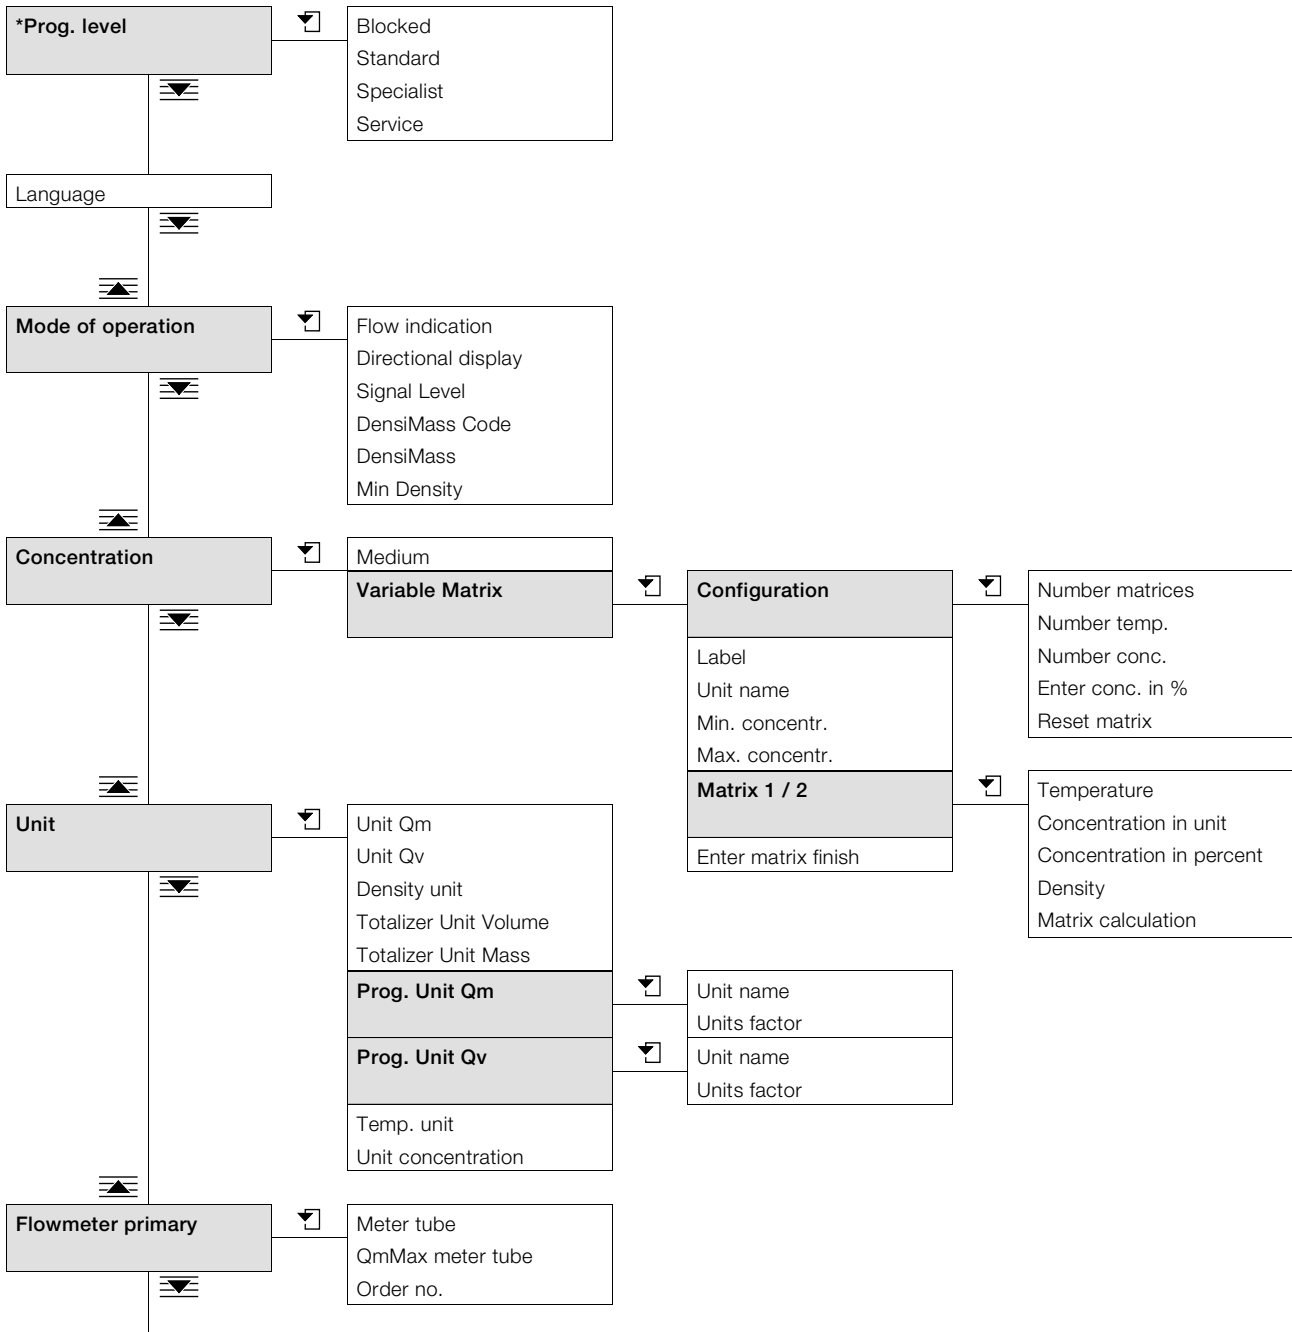 *Prog. level
Blocked
Standard
Specialist
Service
Language
Mode of operation
Flow indication
Directional display
Signal Level
DensiMass Code
DensiMass
Min Density
Concentration
Medium
Variable Matrix
Configuration
Number matrices
Number temp.
Number conc.
Enter conc. in %
Reset matrix
Label
Unit name
Min. concentr.
Max. concentr.
Matrix 1 / 2
Temperature
Concentration in unit
Concentration in percent
Density
Matrix calculation
Enter matrix finish
Unit
Unit Qm
Unit Qv
Density unit
Totalizer Unit Volume
Totalizer Unit Mass
Prog. Unit Qm
Unit name
Units factor
Prog. Unit Qv
Unit name
Units factor
Temp. unit
Unit concentration
Flowmeter primary
Meter tube
QmMax meter tube
Order no.